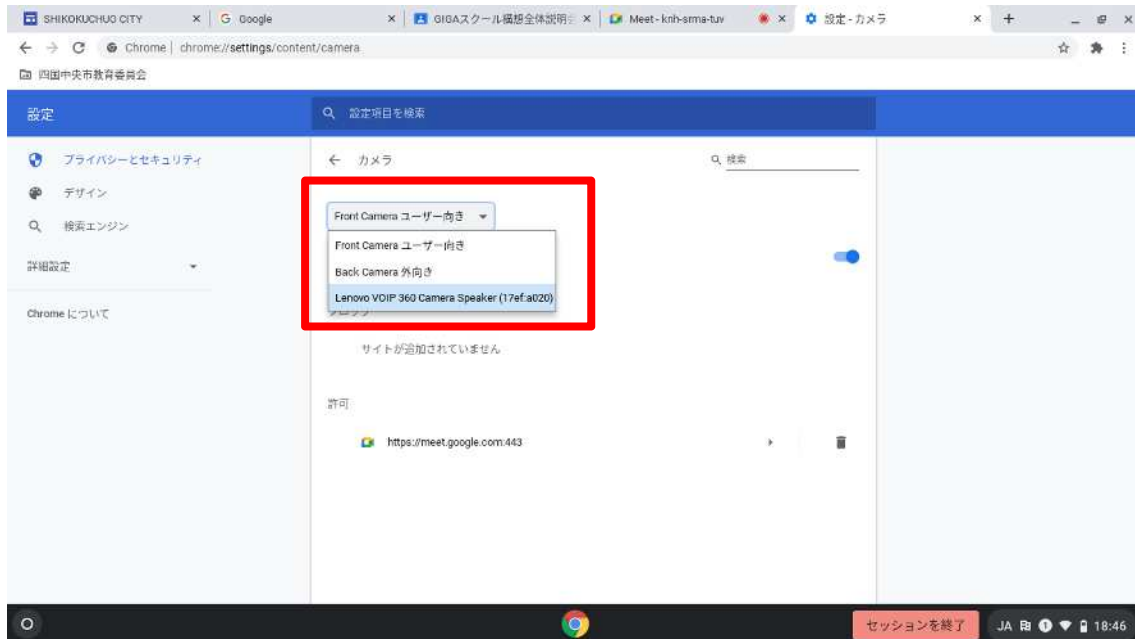 SHIKOKUCHUO CITY
Google
GIGAスクール構想全体説明
Meet - knh-srma-tuv
設定 - カメラ
Chrome | chrome://settings/content/camera
四国中央市教育委員会
設定
設定項目を検索
プライバシーとセキュリティ
カメラ
検索
デザイン
Front Camera ユーザー向き
検索エンジン
Front Camera ユーザー向き
詳細設定
Back Camera 外向き
Lenovo VOIP 360 Camera Speaker (17ef:a020)
Chrome について
ブロック
サイトが追加されていません
許可
https://meet.google.com:443
セッションを終了
JA
1
18:46